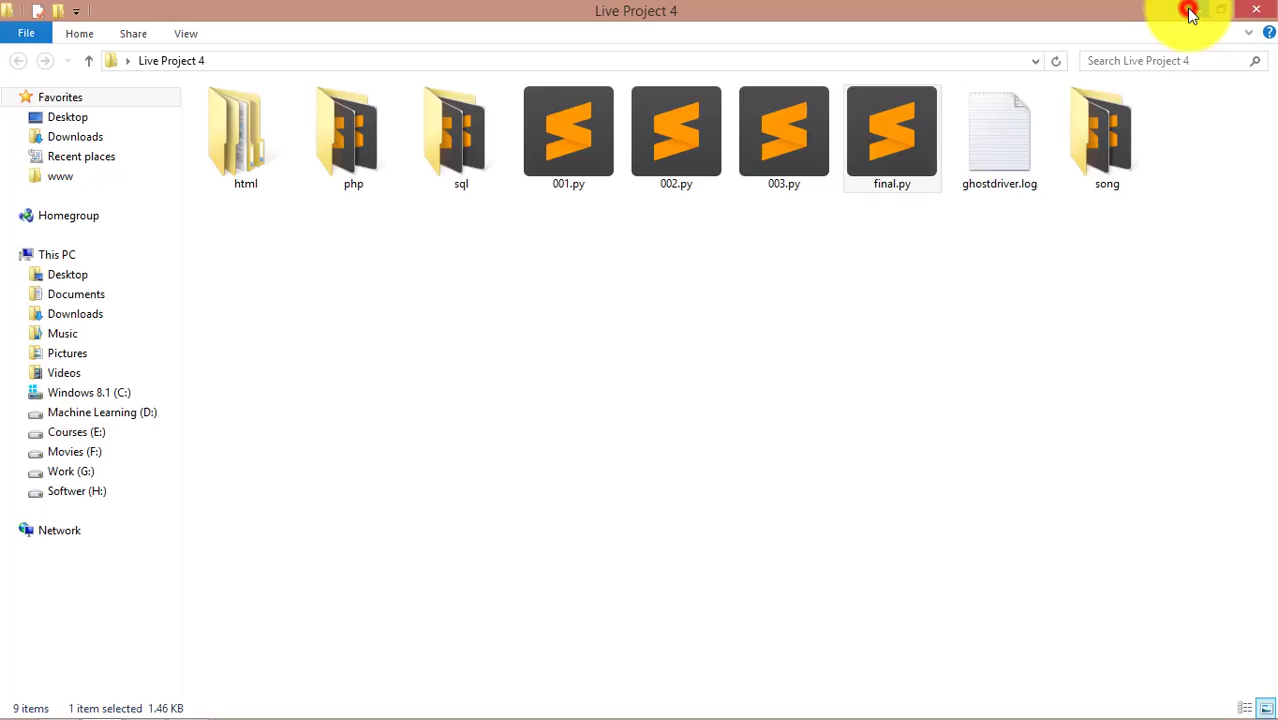 Live Project 4
File Home Share View
Live Project 4
Search Live Project 4
Favorites
Desktop
Downloads
Recent places
www
Homegroup
This PC
Desktop
Documents
Downloads
Music
Pictures
Videos
Windows 8.1 (C:)
Machine Learning (D:)
Courses (E:)
Movies (F:)
Work (G:)
Softwer (H:)
Network
html php sql 001.py 002.py 003.py final.py ghostdriver.log song
9 items 1 item selected 1.46 KB